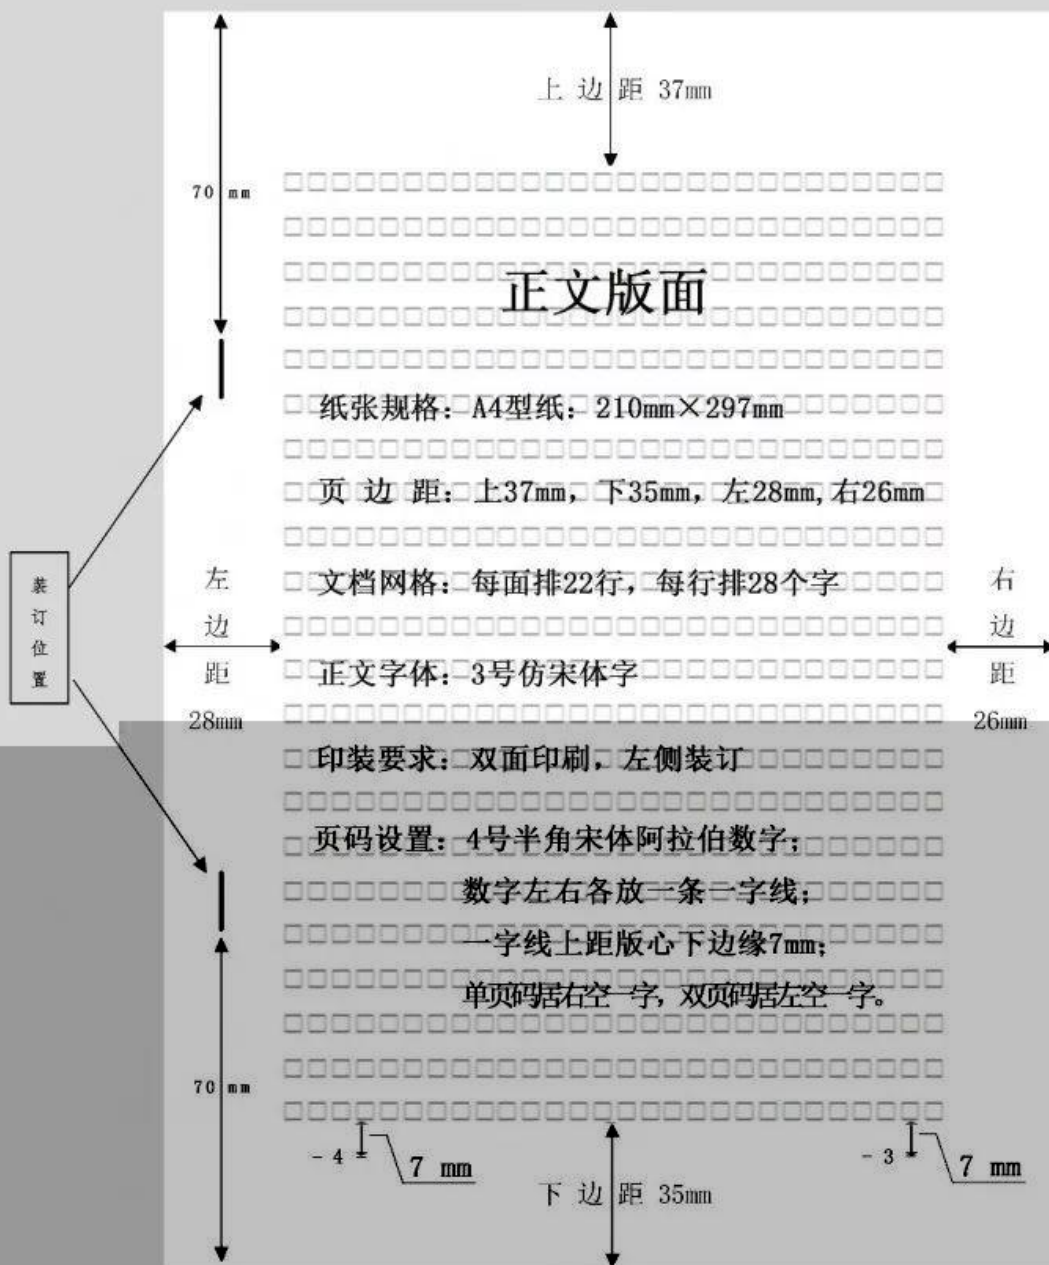 上 边 距 37mm
70 mm
正文版面
纸张规格：A4型纸：210mm×297mm
页 边 距：上37mm，下35mm，左28mm,右26mm
文档网格：每面排22行，每行排28个字
装订位置
左边距
28mm
右边距
26mm
正文字体：3号仿宋体字
印装要求：双面印刷，左侧装订
页码设置：4号半角宋体阿拉伯数字；
数字左右各放一条一字线；
一字线上距版心下边缘7mm；
单页码居右空一字，双页码居左空一字。
70 mm
- 4 -
7 mm
- 3 -
7 mm
下 边 距 35mm